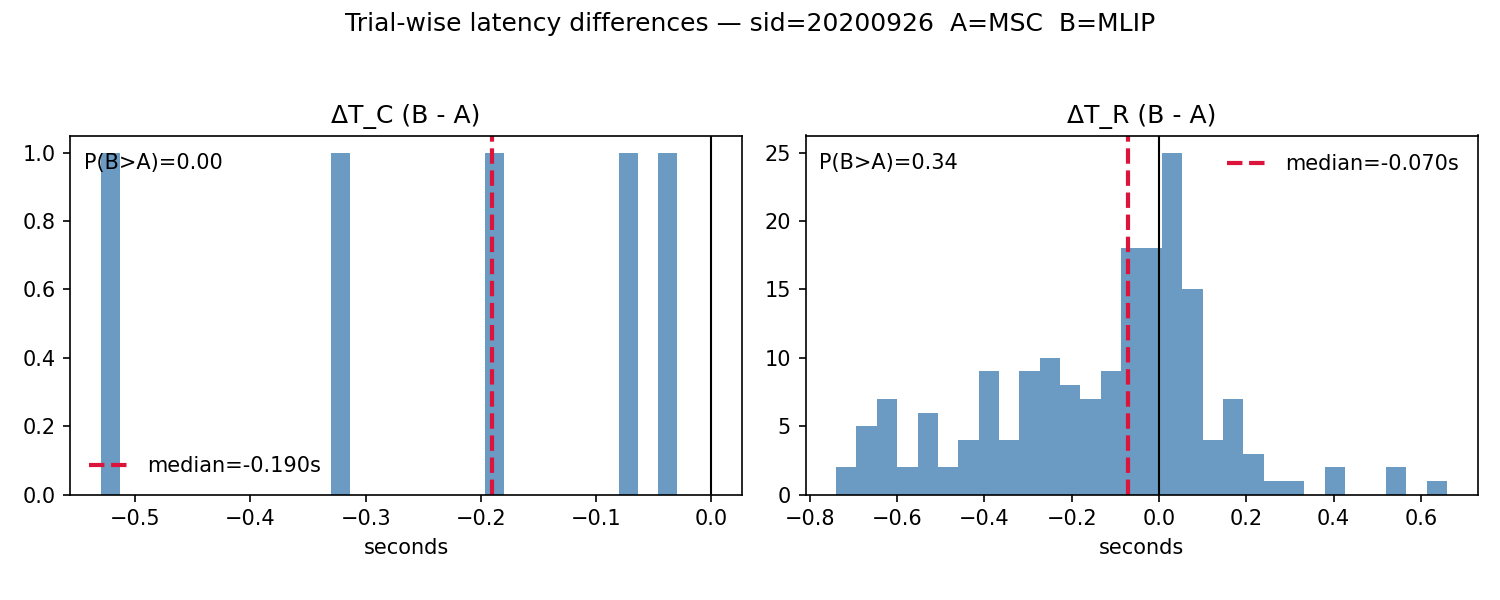 Trial-wise latency differences — sid=20200926  A=MSC  B=MLIP
ΔT_C (B - A)
P(B>A)=0.00
median=-0.190s
1.0
0.8
0.6
0.4
0.2
0.0
−0.5 −0.4 −0.3 −0.2 −0.1 0.0
seconds
ΔT_R (B - A)
P(B>A)=0.34
median=-0.070s
25
20
15
10
5
0
−0.8 −0.6 −0.4 −0.2 0.0 0.2 0.4 0.6
seconds